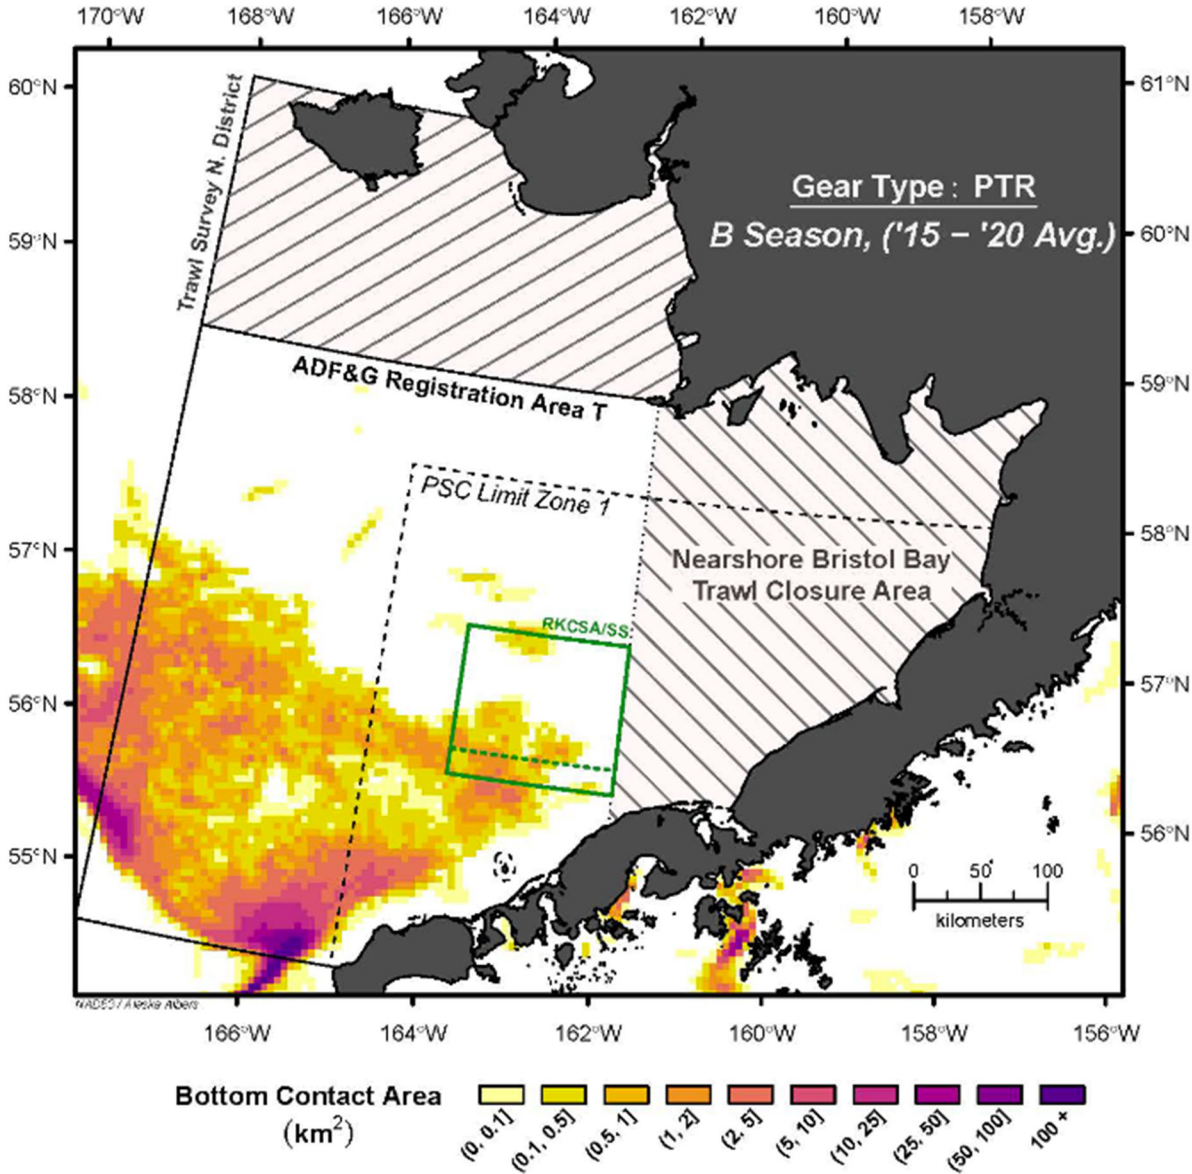 170°W 168°W 166°W 164°W 162°W 160°W 158°W
60°N
59°N
58°N
57°N
56°N
55°N
61°N
60°N
59°N
58°N
57°N
56°N
Trawl Survey N. District
Gear Type : PTR
B Season, ('15 – '20 Avg.)
ADF&G Registration Area T
PSC Limit Zone 1
Nearshore Bristol Bay
Trawl Closure Area
RKCSA/SS
0 50 100
kilometers
NAD83 / Alaska Albers
166°W 164°W 162°W 160°W 158°W 156°W
Bottom Contact Area
(km²)
(0, 0.1] (0.1, 0.5] (0.5, 1] (1, 2] (2, 5] (5, 10] (10, 25] (25, 50] (50, 100] 100 +